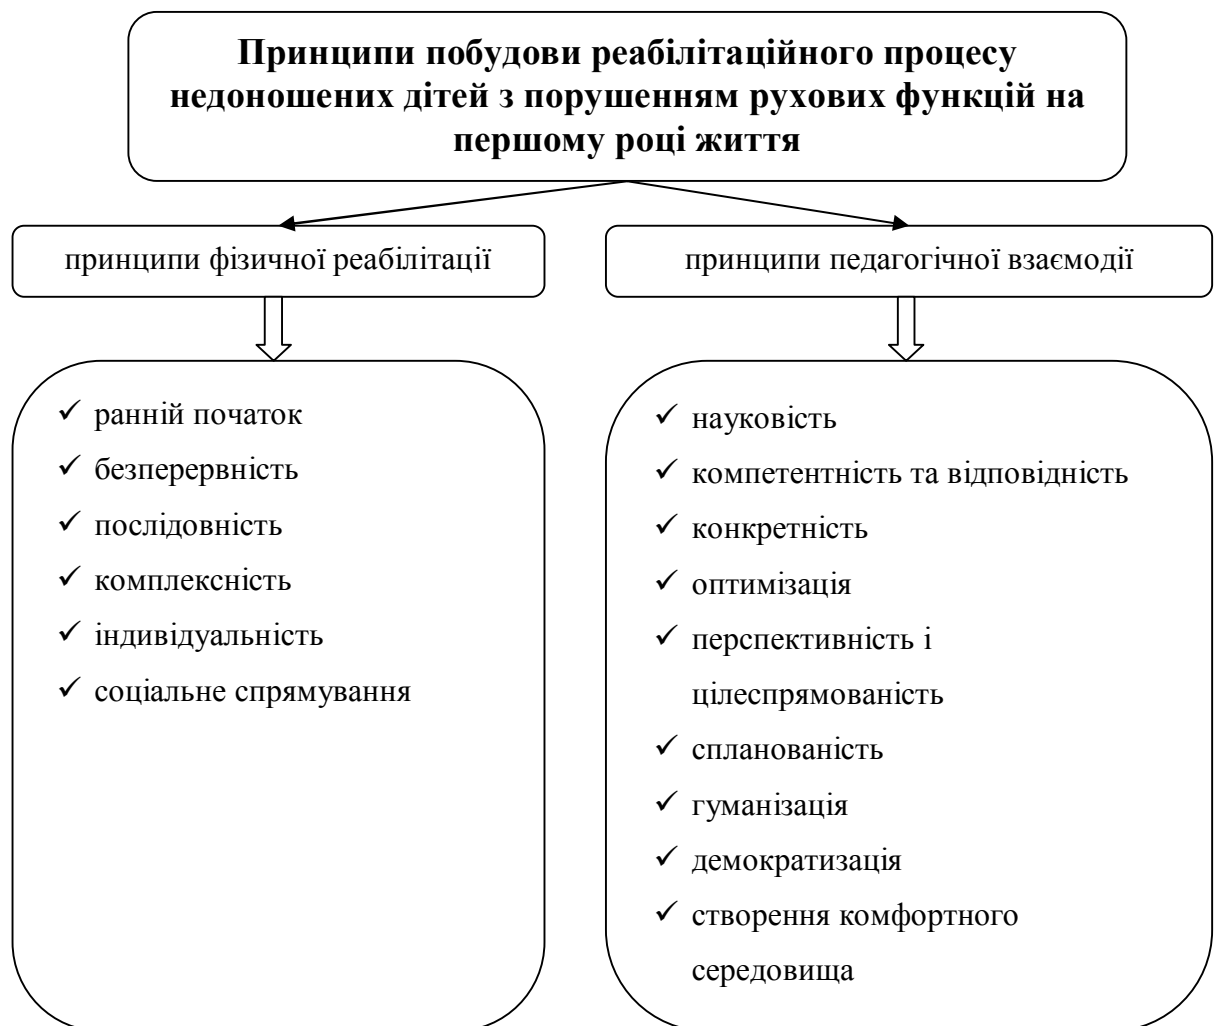 Принципи побудови реабілітаційного процесу
недоношених дітей з порушенням рухових функцій на
першому році життя
принципи фізичної реабілітації
принципи педагогічної взаємодії
✓ ранній початок
✓ безперервність
✓ послідовність
✓ комплексність
✓ індивідуальність
✓ соціальне спрямування
✓ науковість
✓ компетентність та відповідність
✓ конкретність
✓ оптимізація
✓ перспективність і
цілеспрямованість
✓ спланованість
✓ гуманізація
✓ демократизація
✓ створення комфортного
середовища